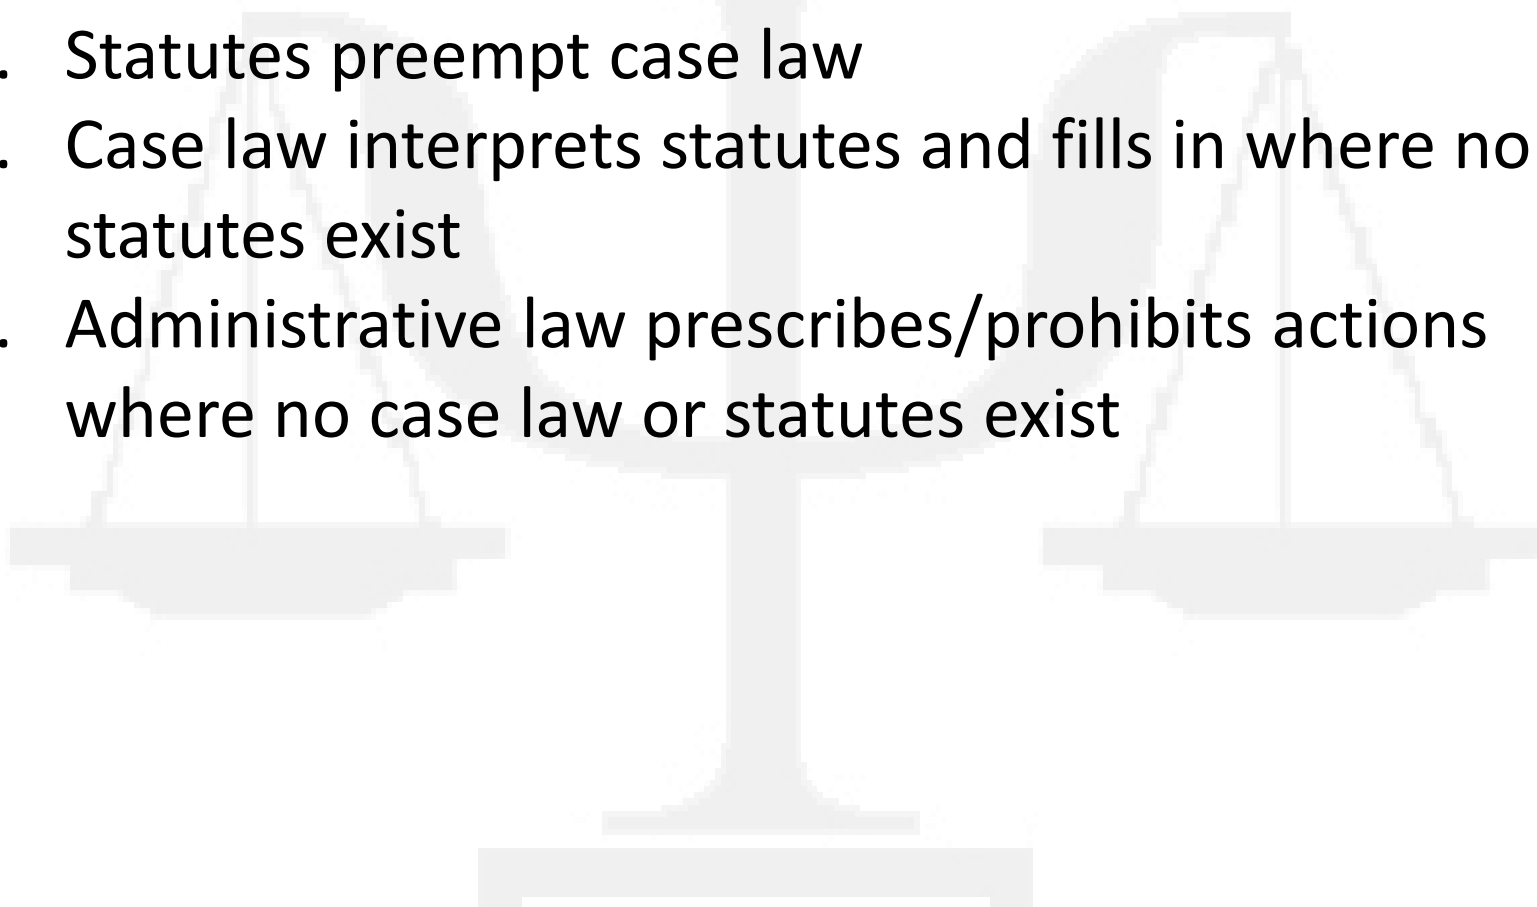 . Statutes preempt case law
. Case law interprets statutes and fills in where no
statutes exist
. Administrative law prescribes/prohibits actions
where no case law or statutes exist